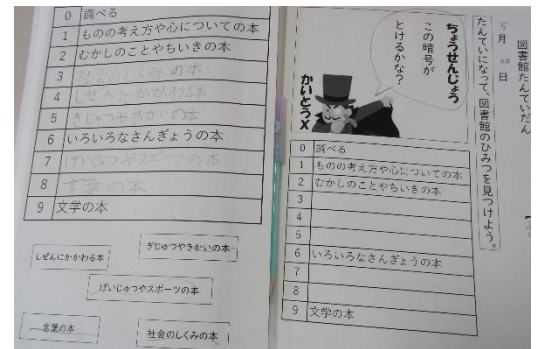 0 調べる
1 ものの考え方や心についての本
2 むかしのことやちいきの本
3 社会のしくみの本
4 しぜんにかかわる本
5 ぎじゅつやきかいの本
6 いろいろなさんぎょうの本
7 げいじゅつやスポーツの本
8 言葉の本
9 文学の本
ぎじゅつやきかいの本
しぜんにかかわる本
げいじゅつやスポーツの本
言葉の本
社会のしくみの本
図書館たんていだん
月
日
たんていになって、図書館のひみつを見つけよう。
ちょうせんじょう
この暗号が
とけるかな?
かいとうX
0 調べる
1 ものの考え方や心についての本
2 むかしのことやちいきの本
3
4
5
6 いろいろなさんぎょうの本
7
8
9 文学の本